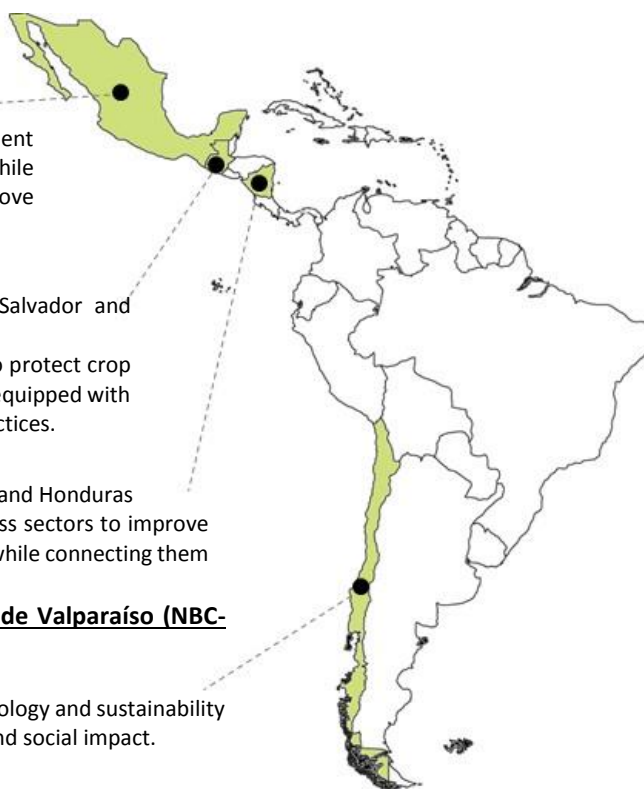 ent
hile
ove
Salvador and
o protect crop
equipped with
ctices.
and Honduras
ss sectors to improve
while connecting them
de Valparaíso (NBC-
ology and sustainability
nd social impact.